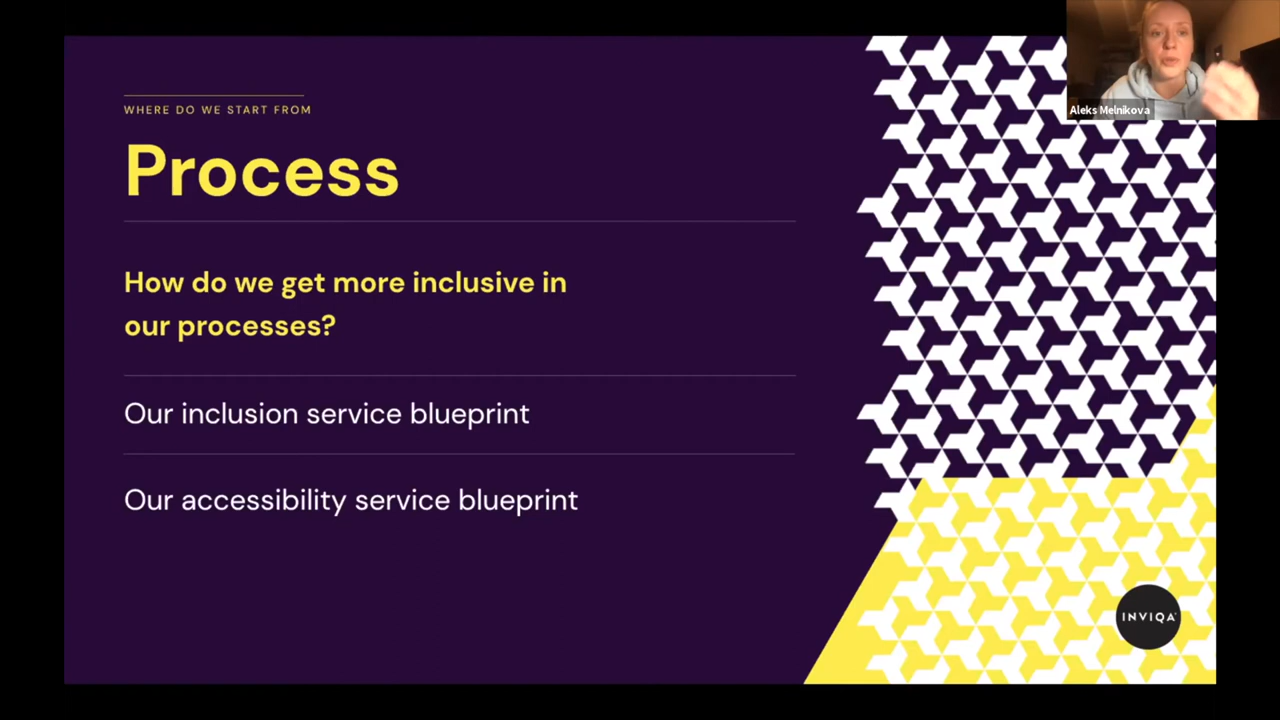 Aleks Melnikova
WHERE DO WE START FROM
Process
How do we get more inclusive in
our processes?
Our inclusion service blueprint
Our accessibility service blueprint
INVIQA